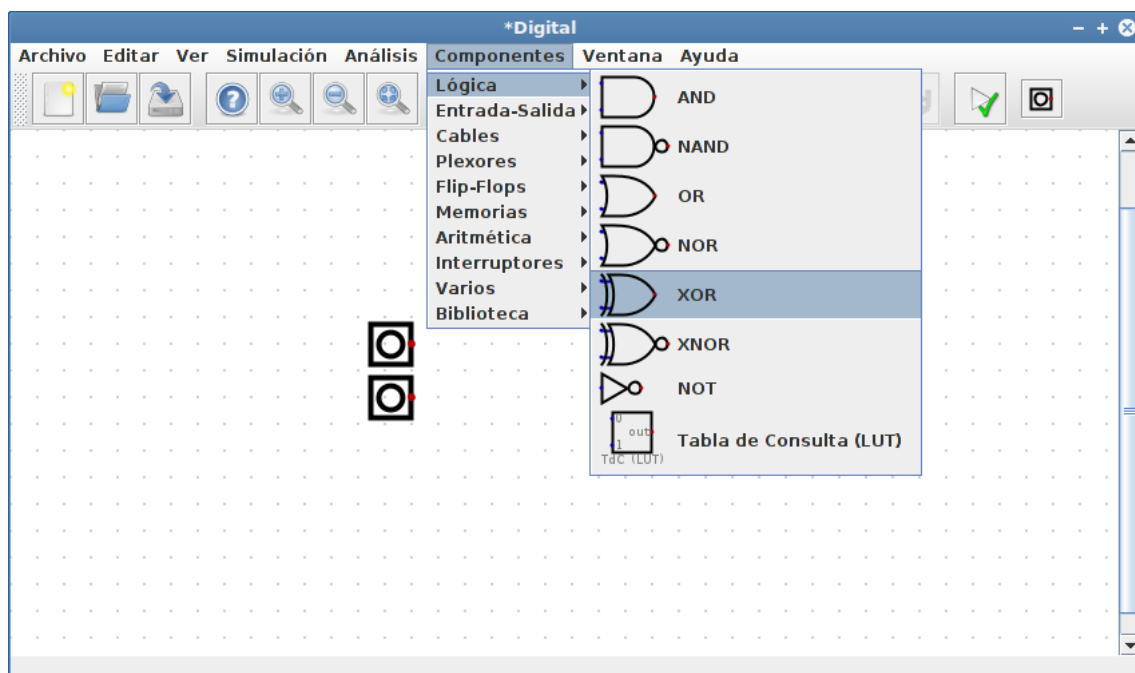 *Digital
Archivo Editar Ver Simulación Análisis Componentes Ventana Ayuda
Lógica
Entrada-Salida
Cables
Plexores
Flip-Flops
Memorias
Aritmética
Interruptores
Varios
Biblioteca
AND
NAND
OR
NOR
XOR
XNOR
NOT
0
out
1
TdC (LUT)
Tabla de Consulta (LUT)